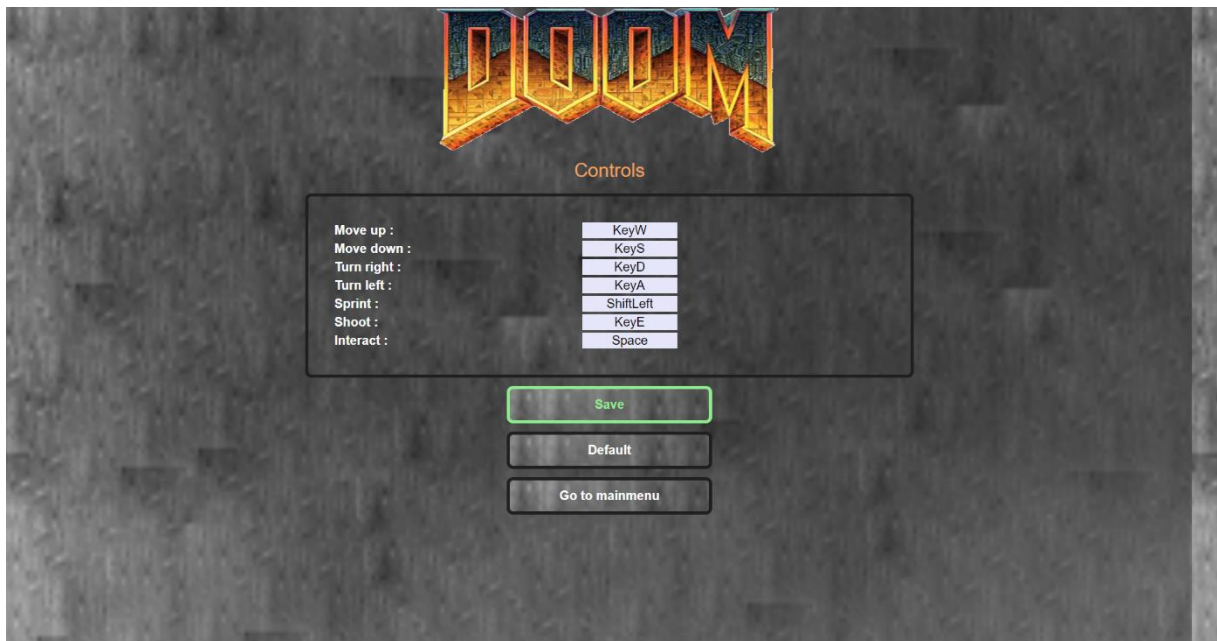 DOOM
Controls
Move up : KeyW
Move down : KeyS
Turn right : KeyD
Turn left : KeyA
Sprint : ShiftLeft
Shoot : KeyE
Interact : Space
Save
Default
Go to mainmenu